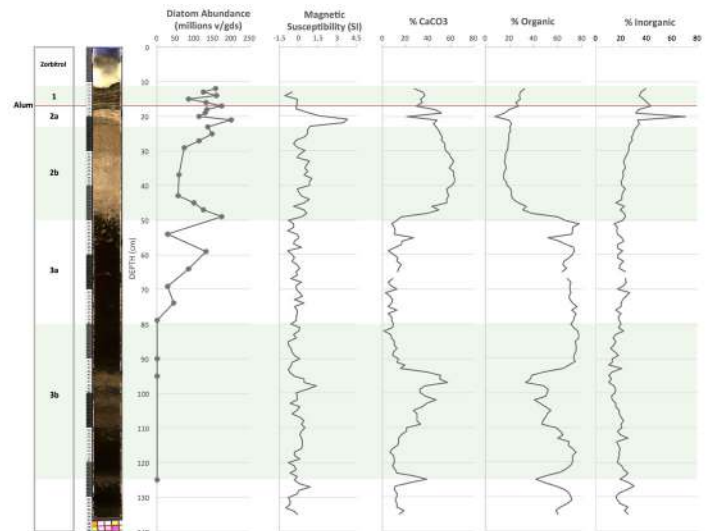 Diatom Abundance
(millions v/gds)
0 50 100 150 200 250
Magnetic
Susceptibility (SI)
-1.5 0 1.5 3 4.5
% CaCO3
0 20 40 60 80
% Organic
0 20 40 60 80
% Inorganic
0 20 40 60 80
Zorbitrol
1
Alum
2a
2b
3a
3b
DEPTH (cm)
0
10
20
30
40
50
60
70
80
90
100
110
120
130
140